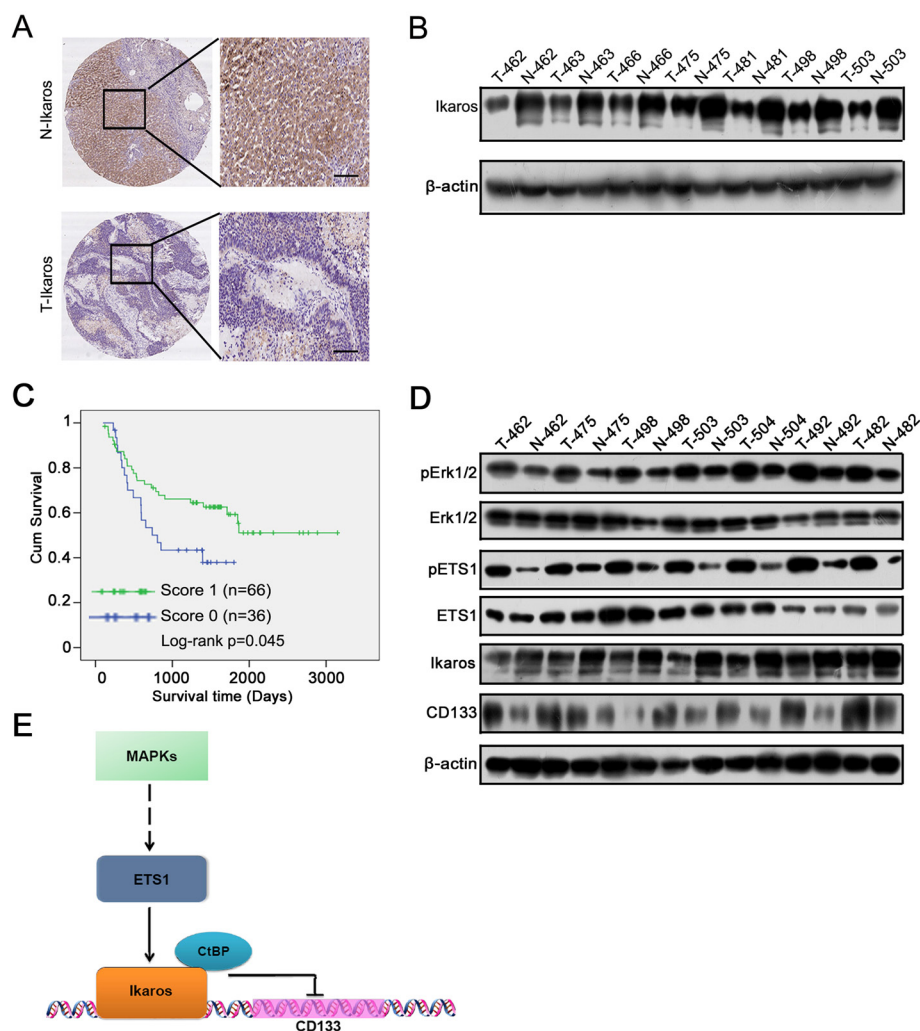 A
N-Ikaros
T-Ikaros
B
T-462 N-462 T-463 N-463 T-466 N-466 T-475 N-475 T-481 N-481 T-498 N-498 T-503 N-503
Ikaros
β-actin
C
Cum Survival
1
0.8
0.6
0.4
0.2
0
Score 1 (n=66)
Score 0 (n=36)
Log-rank p=0.045
0 1000 2000 3000
Survival time (Days)
D
T-462 N-462 T-475 N-475 T-498 N-498 T-503 N-503 T-504 N-504 T-492 N-492 T-482 N-482
pErk1/2
Erk1/2
pETS1
ETS1
Ikaros
CD133
β-actin
E
MAPKs
ETS1
CtBP
Ikaros
CD133